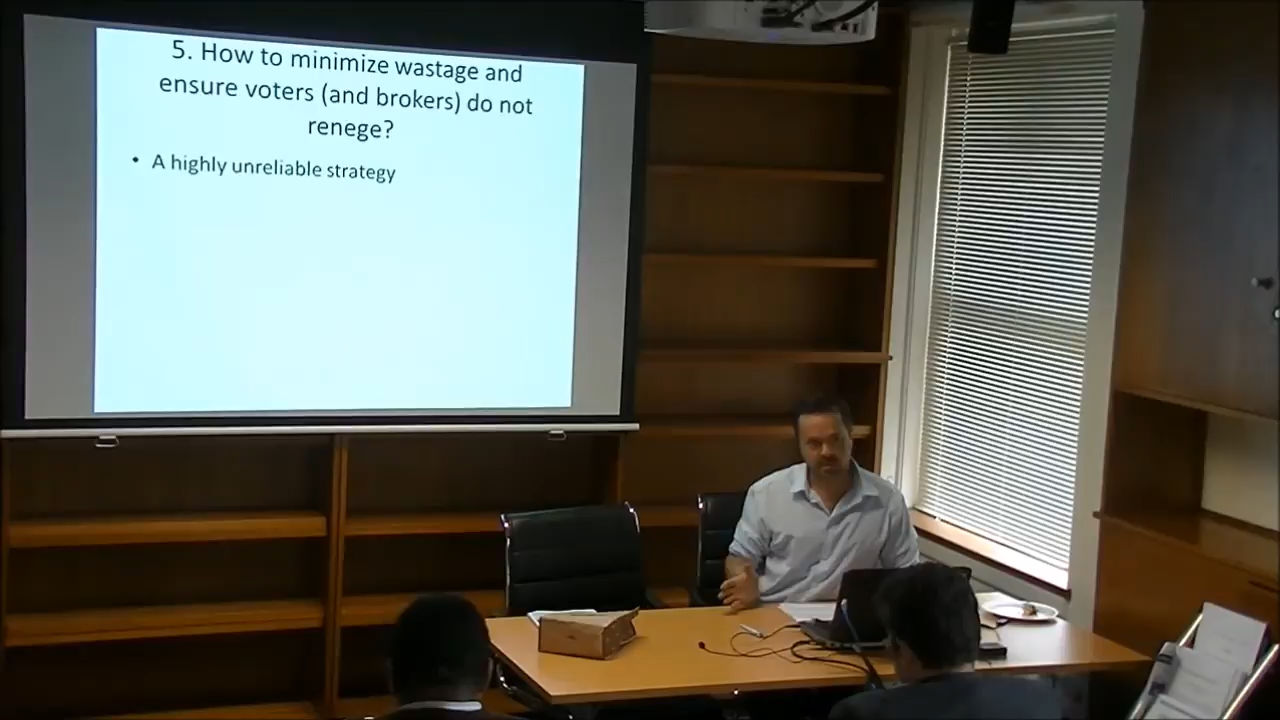 5. How to minimize wastage and
ensure voters (and brokers) do not
renege?
• A highly unreliable strategy